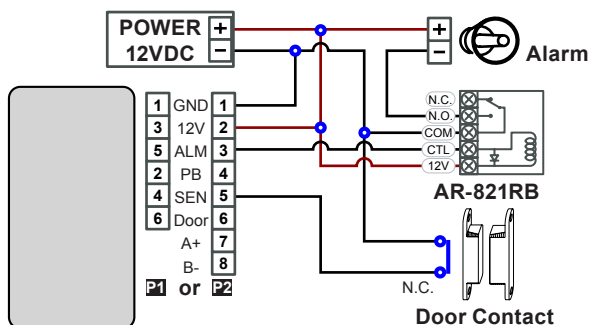 POWER + +
12VDC − − Alarm
N.C.
1 GND 1 N.O.
3 12V 2 COM
5 ALM 3 CTL
2 PB 4 12V
4 SEN 5 AR-821RB
6 Door 6
A+ 7
B- 8 N.C.
P1 or P2
Door Contact